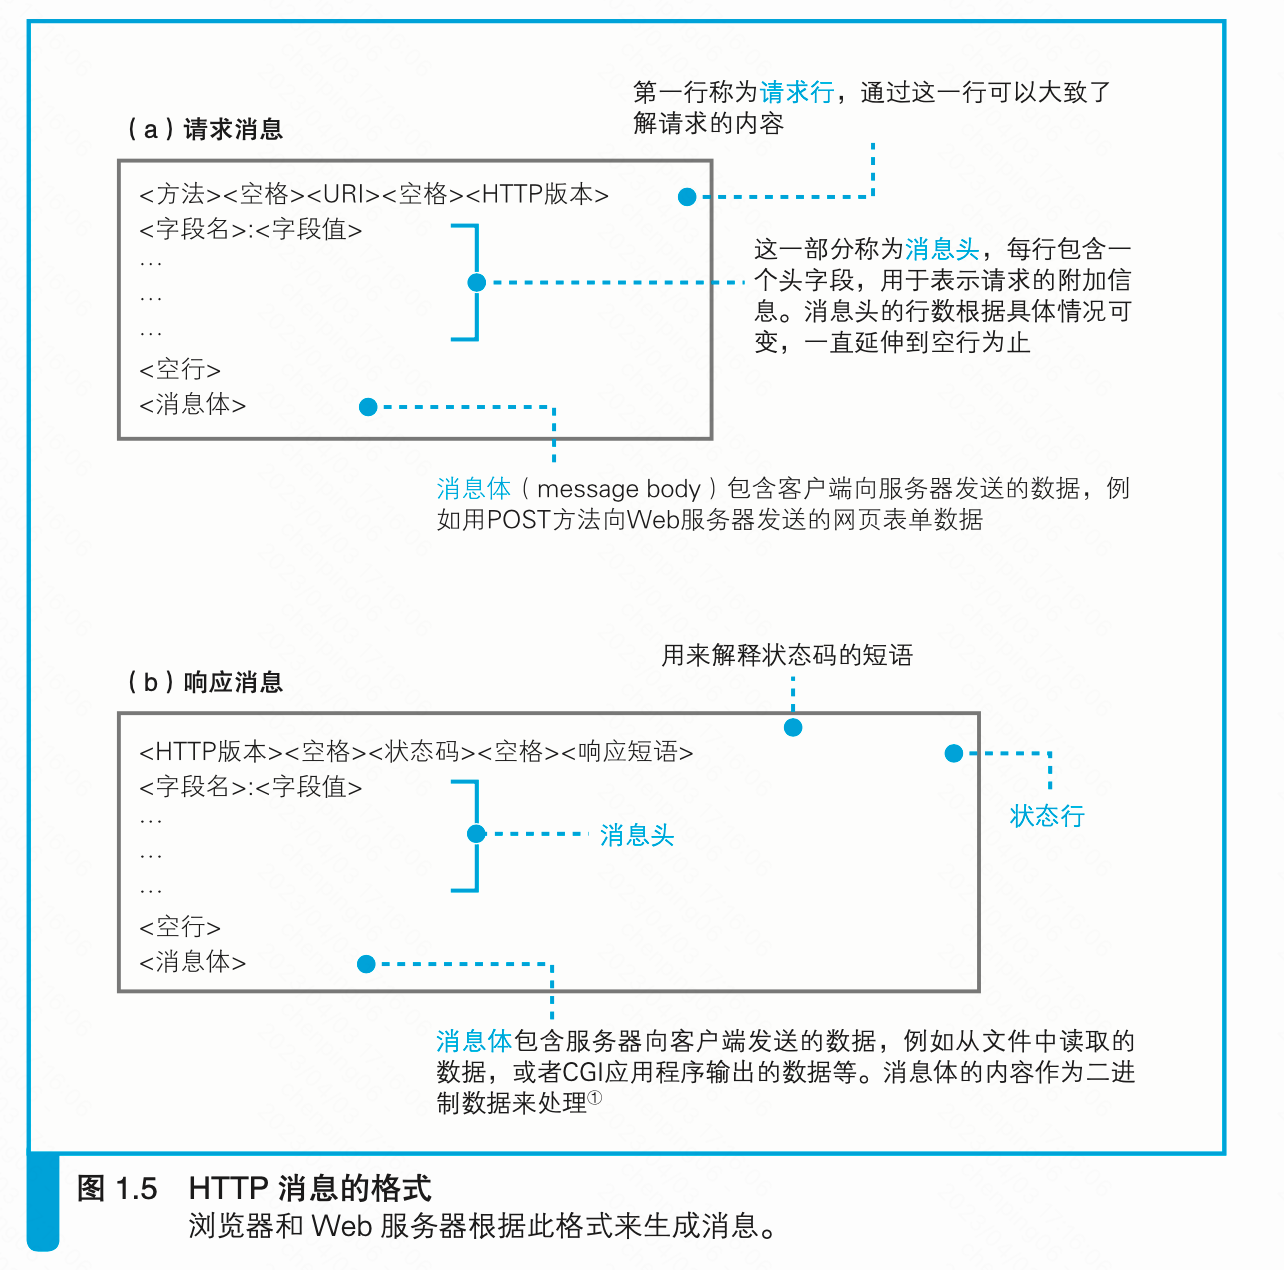 第一行称为请求行，通过这一行可以大致了
解请求的内容
（a）请求消息
<方法><空格><URI><空格><HTTP版本>
<字段名>:<字段值>
…
…
…
<空行>
<消息体>
这一部分称为消息头，每行包含一
个头字段，用于表示请求的附加信
息。消息头的行数根据具体情况可
变，一直延伸到空行为止
消息体（message body）包含客户端向服务器发送的数据，例
如用POST方法向Web服务器发送的网页表单数据
用来解释状态码的短语
（b）响应消息
<HTTP版本><空格><状态码><空格><响应短语>
<字段名>:<字段值>
…
…
…
<空行>
<消息体>
状态行
消息头
消息体包含服务器向客户端发送的数据，例如从文件中读取的
数据，或者CGI应用程序输出的数据等。消息体的内容作为二进
制数据来处理①
图 1.5 HTTP 消息的格式
浏览器和 Web 服务器根据此格式来生成消息。